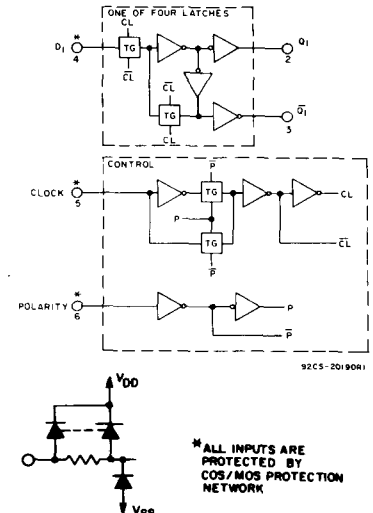 ONE OF FOUR LATCHES
CL
D1 * 4
TG
CL
Q1
2
CL
TG
CL
Q1
3
CONTROL
P
CLOCK * 5
TG
CL
P
TG
CL
P
POLARITY * 6
P
P
92CS-20190R1
VDD
*ALL INPUTS ARE
PROTECTED BY
COS/MOS PROTECTION
NETWORK